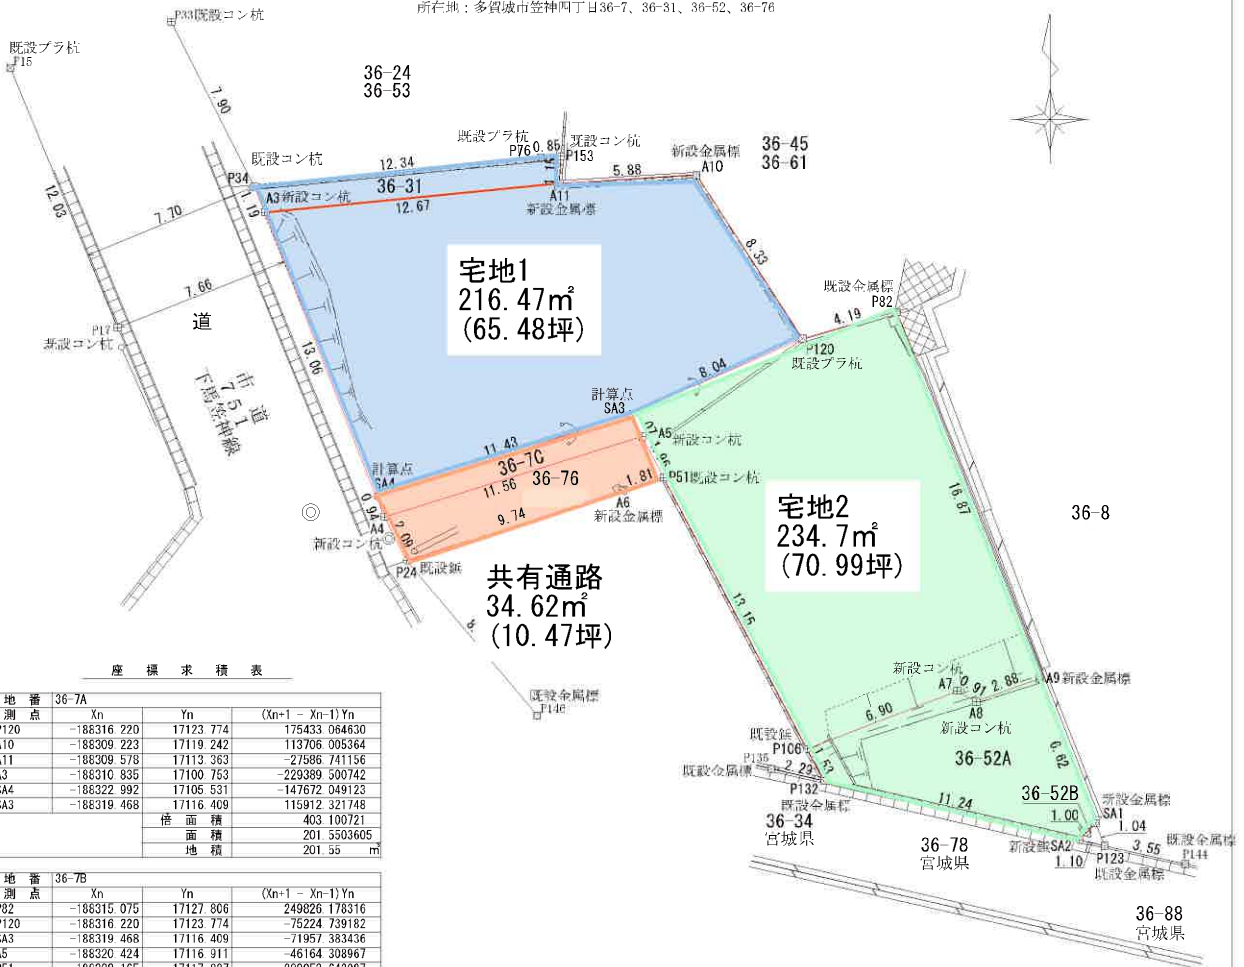 所在地：多賀城市笠神四丁目36-7、36-31、36-52、36-76
P33既設コン杭
既設プラ杭
P15
36-24
36-53
7.90
既設プラ杭
P76
0.85
既設コン杭
P153
新設金属標
A10
36-45
36-61
既設コン杭
P34
12.34
5.88
36-31
A3新設コン杭
1.19
12.67
A11
新設金属標
12.03
7.70
7.66
8.33
宅地1
216.47㎡
(65.48坪)
既設金属標
P82
4.19
P120
既設プラ杭
道
P17
既設コン杭
13.06
市道
751
下馬笠神線
8.04
計算点
SA3
A5新設コン杭
1.96
11.43
36-7C
計算点
SA4
11.56
36-76
1.81
P51既設コン杭
A6
新設金属標
0.94
A4
新設コン杭
2.09
9.74
P24既設鋲
16.87
36-8
宅地2
234.7㎡
(70.99坪)
共有通路
34.62㎡
(10.47坪)
8.
13.15
既設金属標
P146
新設コン杭
A7
0.91
2.88
A9新設金属標
A8
新設コン杭
6.90
既設鋲
P106
1.53
P135
既設金属標
2.29
P132
既設金属標
36-52A
6.62
36-52B
11.24
1.00
新設金属標
SA1
1.04
新設鋲SA2
1.10
P123
既設金属標
3.55
既設金属標
P144
36-34
宮城県
36-78
宮城県
36-88
宮城県
座標求積表
地番 36-7A
測点 Xn Yn (Xn+1 - Xn-1)Yn
P120 -188316.220 17123.774 175433.064630
A10 -188309.223 17119.242 113706.005364
A11 -188309.578 17113.363 -27586.741156
A3 -188310.835 17100.753 -229389.500742
SA4 -188322.992 17105.531 -147672.049123
SA3 -188319.468 17116.409 115912.321748
倍面積 403.100721
面積 201.5503605
地積 201.55 ㎡
地番 36-7B
測点 Xn Yn (Xn+1 - Xn-1)Yn
P82 -188315.075 17127.806 249826.178316
P120 -188316.220 17123.774 -75224.739182
SA3 -188319.468 17116.409 -71957.383436
A5 -188320.424 17116.911 -46164.308967